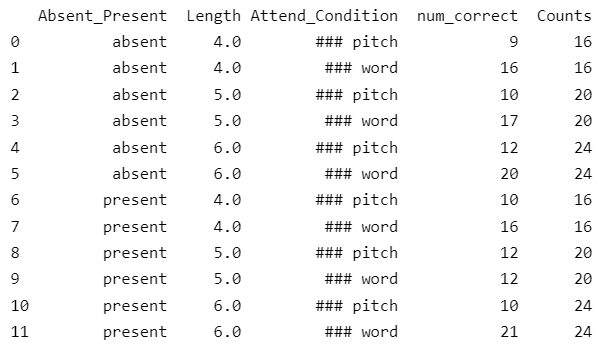 Absent_Present Length Attend_Condition num_correct Counts
0 absent 4.0 ### pitch 9 16
1 absent 4.0 ### word 16 16
2 absent 5.0 ### pitch 10 20
3 absent 5.0 ### word 17 20
4 absent 6.0 ### pitch 12 24
5 absent 6.0 ### word 20 24
6 present 4.0 ### pitch 10 16
7 present 4.0 ### word 16 16
8 present 5.0 ### pitch 12 20
9 present 5.0 ### word 12 20
10 present 6.0 ### pitch 10 24
11 present 6.0 ### word 21 24